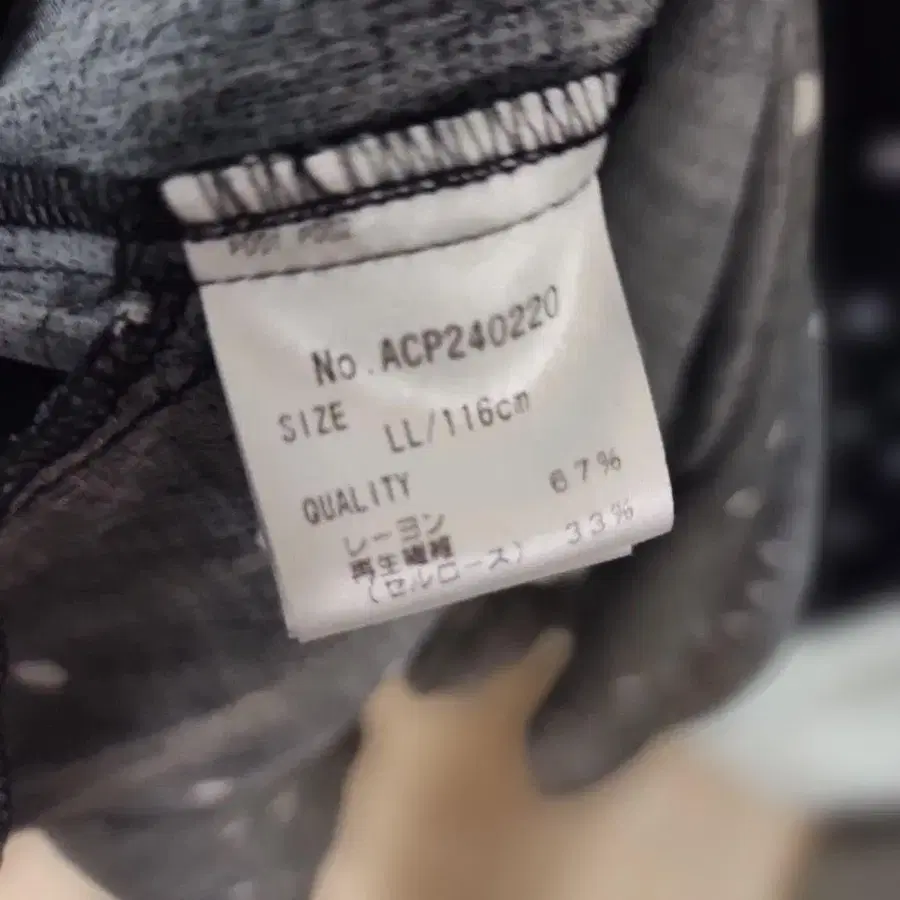 No.ACP240220
SIZE
LL/116cm
QUALITY
レーヨン 67%
再生繊維
(セルロース) 33%